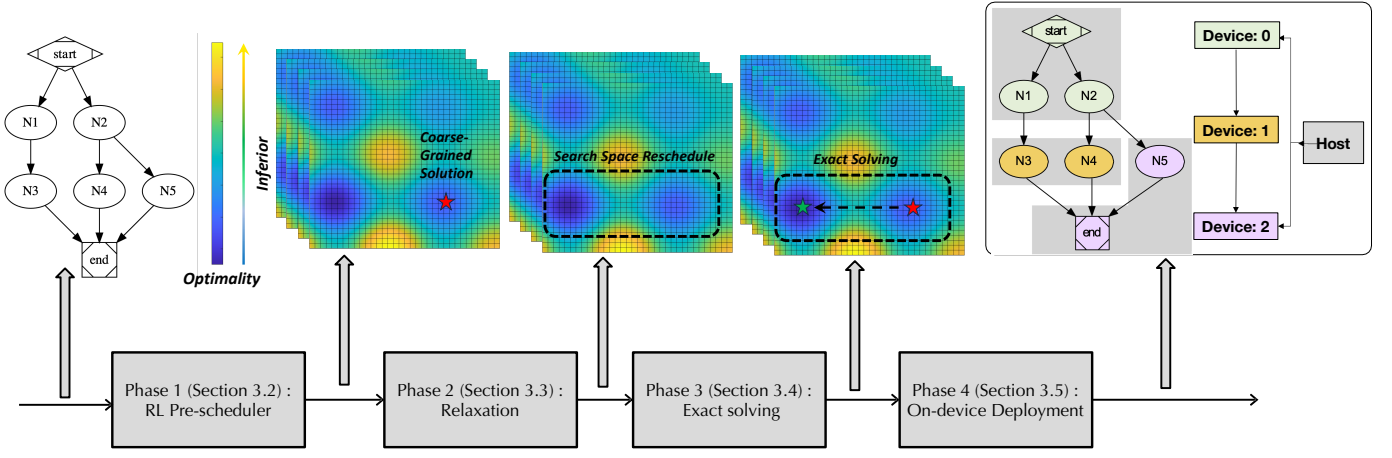 start
N1
N2
N3
N4
N5
end
Inferior
Optimality
Coarse-
Grained
Solution
Search Space Reschedule
Exact Solving
start
N1
N2
N3
N4
N5
end
Device: 0
Device: 1
Device: 2
Host
Phase 1 (Section 3.2) :
RL Pre-scheduler
Phase 2 (Section 3.3) :
Relaxation
Phase 3 (Section 3.4) :
Exact solving
Phase 4 (Section 3.5) :
On-device Deployment